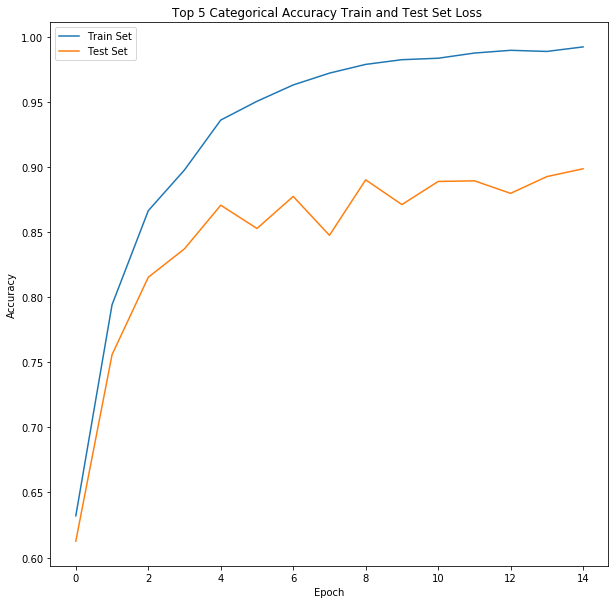 Top 5 Categorical Accuracy Train and Test Set Loss
Train Set
Test Set
1.00
0.95
0.90
0.85
0.80
0.75
0.70
0.65
0.60
Accuracy
0 2 4 6 8 10 12 14
Epoch